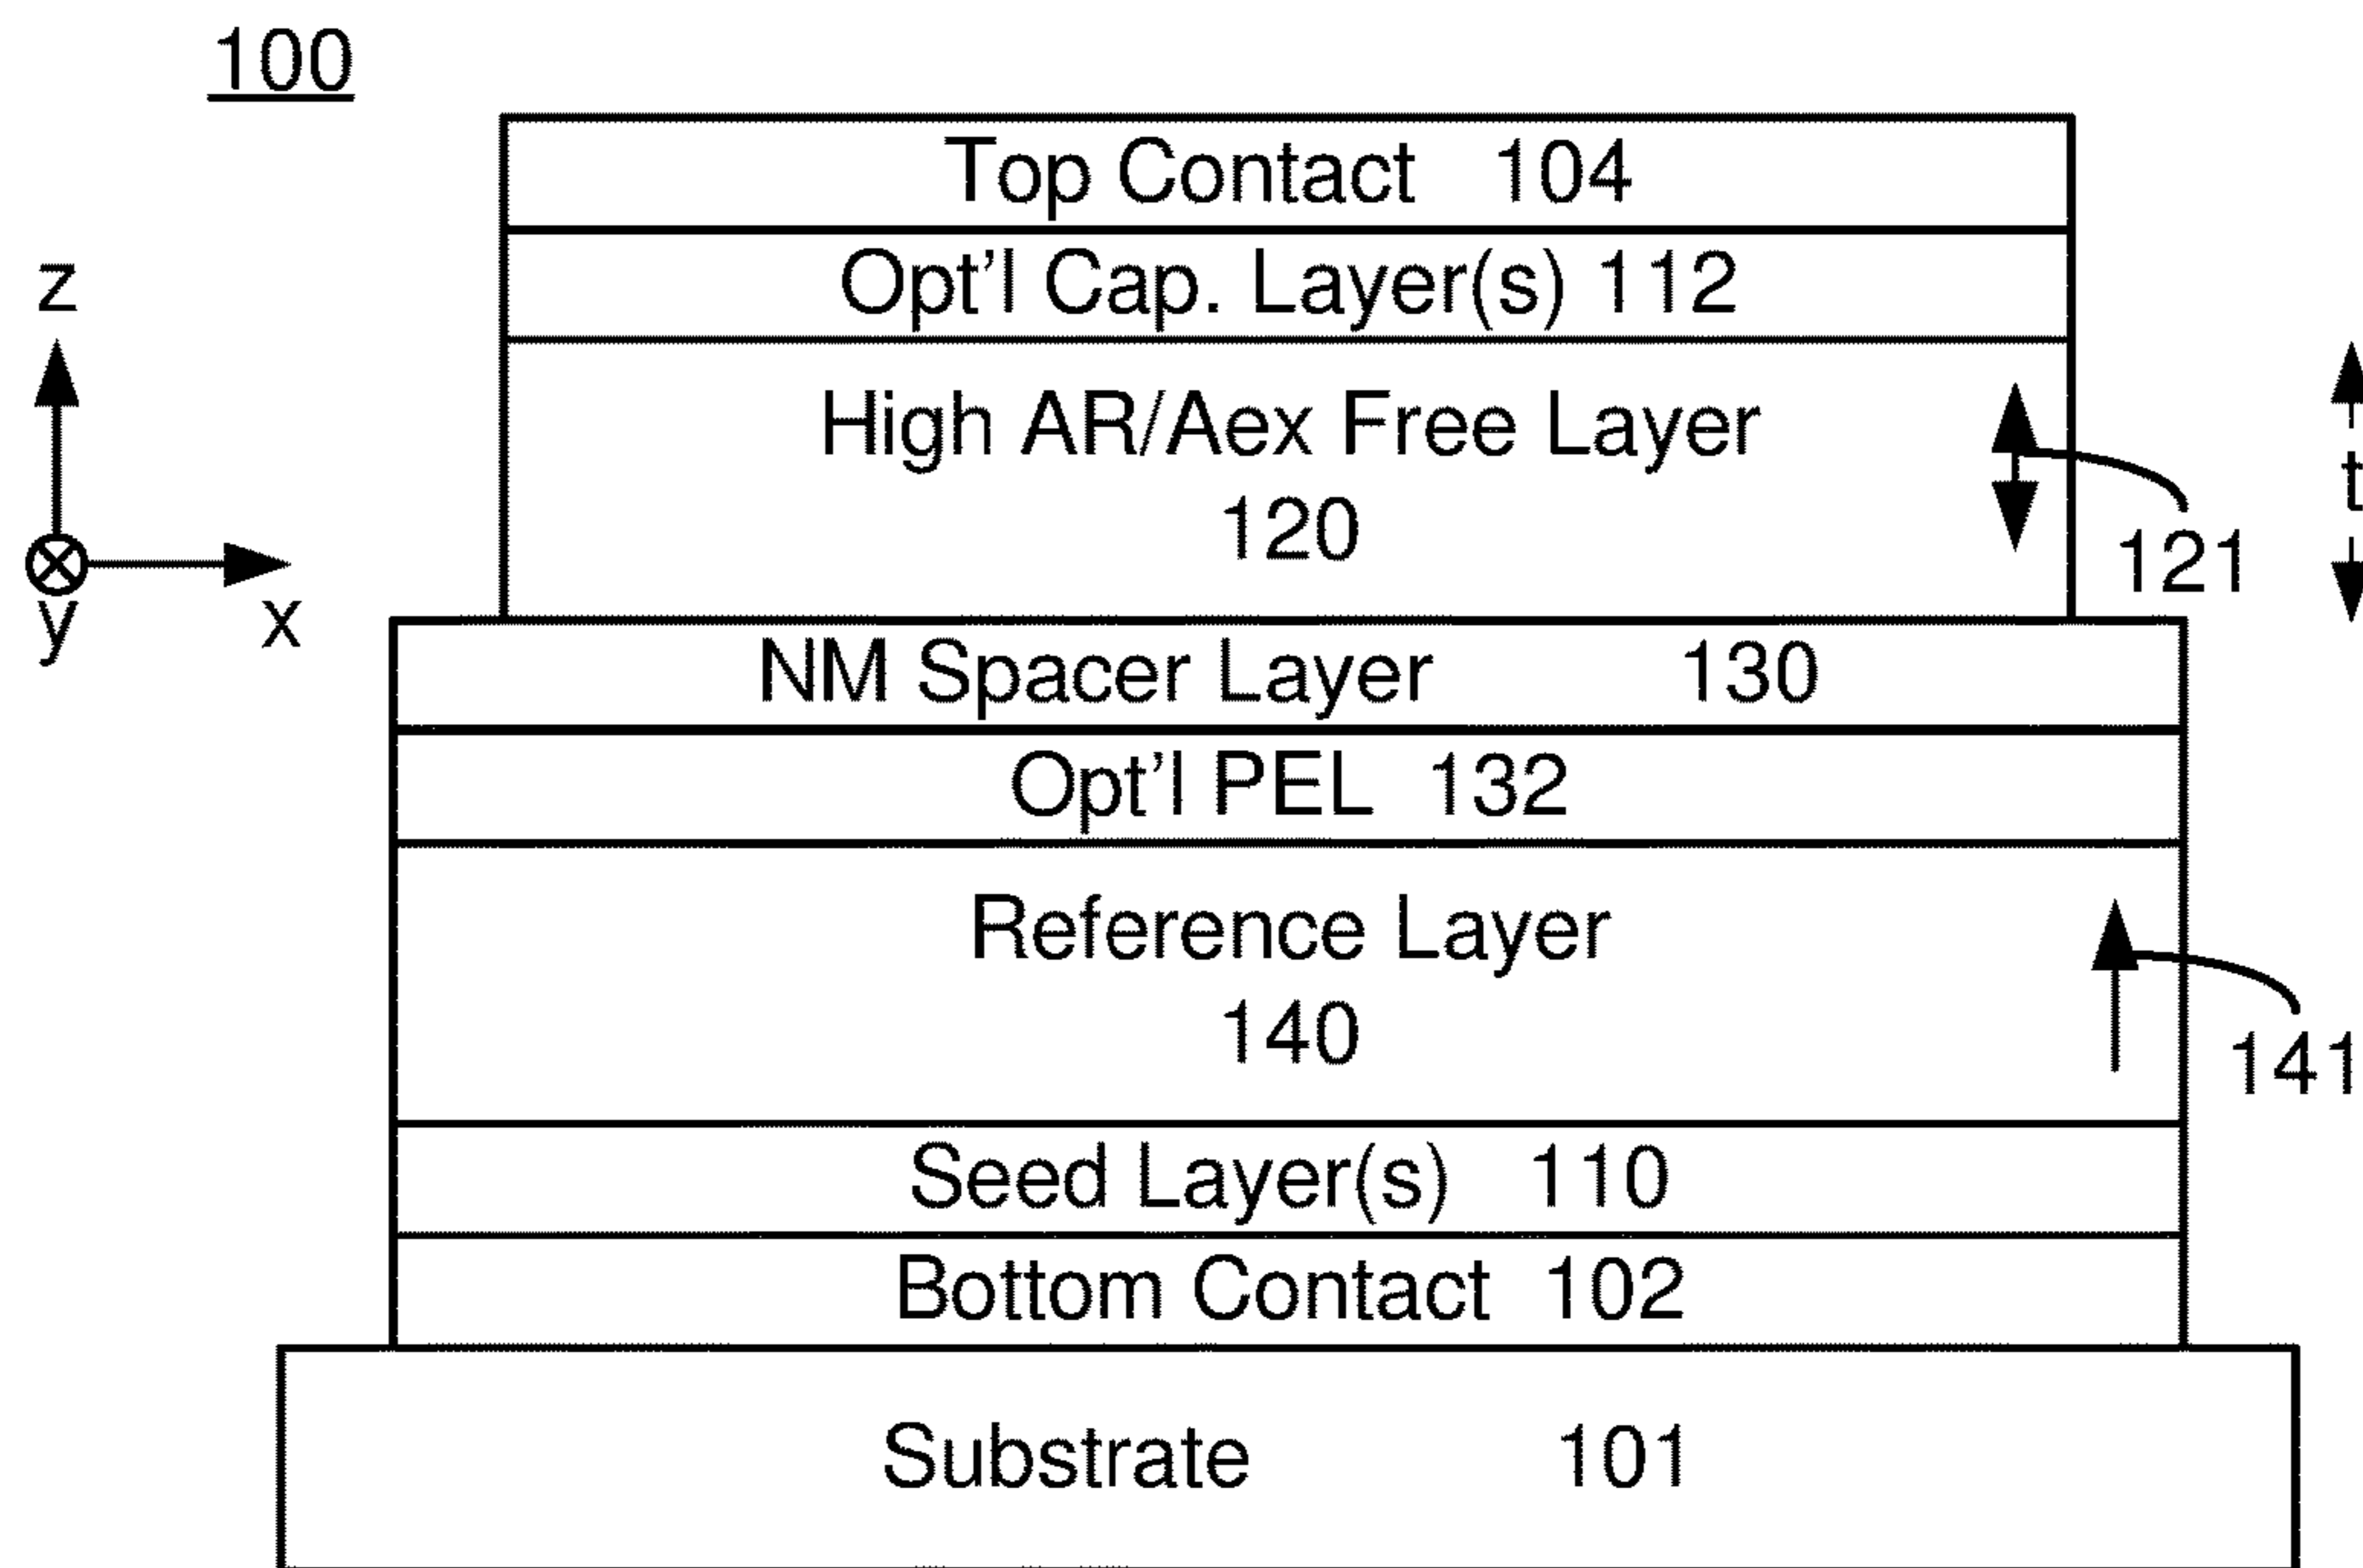 100
Top Contact 104
Opt'l Cap. Layer(s) 112
z
High AR/Aex Free Layer
120
t
121
y x
NM Spacer Layer 130
Opt'l PEL 132
Reference Layer
140
141
Seed Layer(s) 110
Bottom Contact 102
Substrate 101